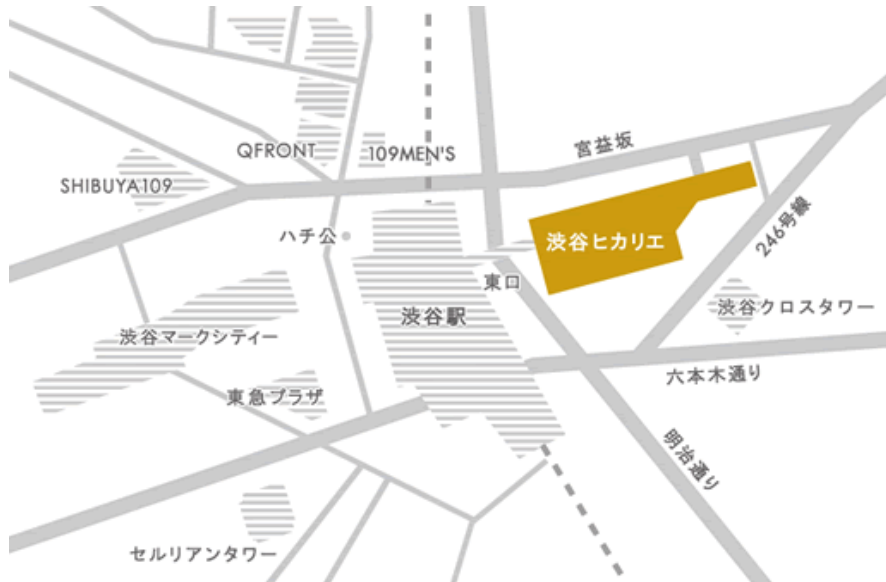 宮益坂
QFRONT
109MEN'S
SHIBUYA109
246号線
ハチ公
渋谷ヒカリエ
東口
渋谷クロスタワー
渋谷駅
渋谷マークシティー
六本木通り
東急プラザ
明治通り
セルリアンタワー